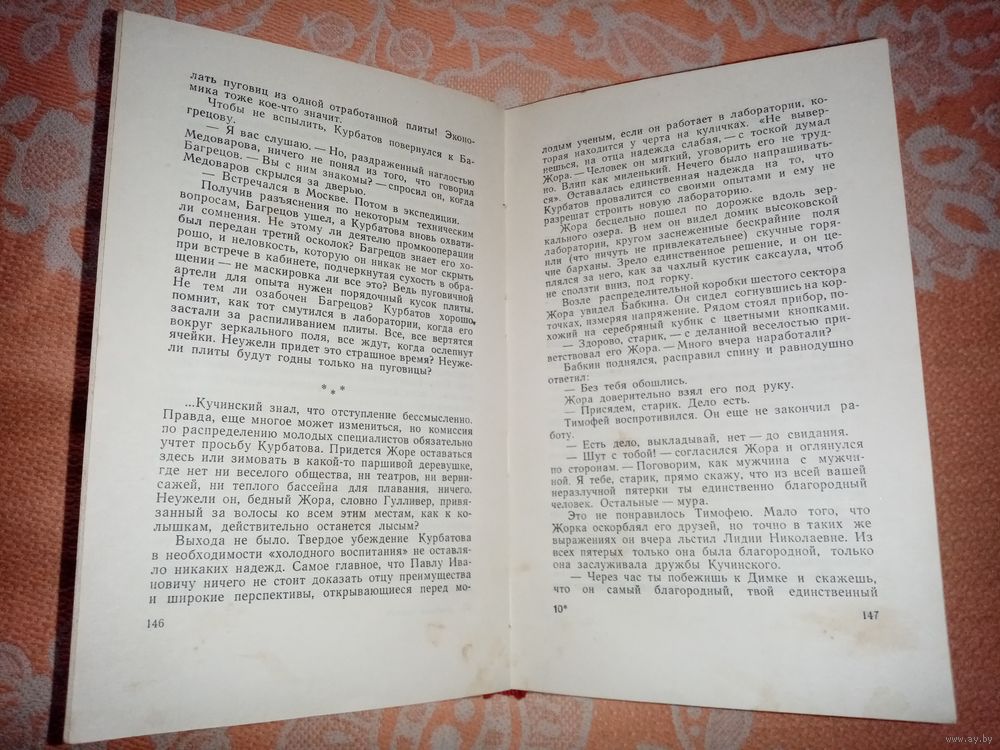 лать пуговиц из одной отработанной плиты! Эконо-
мика тоже кое-что значит.
Чтобы не вспылить, Курбатов повернулся к Ба-
грецову.
— Я вас слушаю. — Но, раздраженный наглостью
Медоварова, ничего не понял из того, что говорил
Багрецов. — Вы с ним знакомы? — спросил он, когда
Медоваров скрылся за дверью.
— Встречался в Москве. Потом в экспедиции.
Получив разъяснения по некоторым техническим
вопросам, Багрецов ушел, а Курбатова вновь охвати-
ли сомнения. Не этому ли деятелю промкооперации
был передан третий осколок? Багрецов знает его хо-
рошо, и неловкость, которую он никак не мог скрыть
при встрече в кабинете, подчеркнутая сухость в обра-
щении — не маскировка ли все это? Ведь пуговичной
артели для опыта нужен порядочный кусок плиты.
Не тем ли озабочен Багрецов? Курбатов хорошо
помнит, как тот смутился в лаборатории, когда его
застали за распиливанием плиты. Все, все вертятся
вокруг зеркального поля, все ждут, когда ослепнут
ячейки. Неужели придет это страшное время? Неуже-
ли плиты будут годны только на пуговицы?
* * *
...Кучинский знал, что отступление бессмысленно.
Правда, еще многое может измениться, но комиссия
по распределению молодых специалистов обязательно
учтет просьбу Курбатова. Придется Жоре оставаться
здесь или зимовать в какой-то паршивой деревушке,
где нет ни веселого общества, ни театров, ни верни-
сажей, ни теплого бассейна для плавания, ничего.
Неужели он, бедный Жора, словно Гулливер, привя-
занный за волосы ко всем этим местам, как к ко-
лышкам, действительно останется лысым?
Выхода не было. Твердое убеждение Курбатова
в необходимости «холодного воспитания» не оставля-
ло никаких надежд. Самое главное, что Павлу Ива-
новичу ничего не стоит доказать отцу преимущества
и широкие перспективы, открывающиеся перед мо-
146
лодым ученым, если он работает в лаборатории, ко-
торая находится у черта на куличках. «Не вывер-
нешься, на отца надежда слабая, — с тоской думал
Жора. — Человек он мягкий, уговорить его не труд-
но. Влип как миленький. Нечего было напрашивать-
ся». Оставалась единственная надежда на то, что
Курбатов провалится со своими опытами и ему не
разрешат строить новую лабораторию.
Жора бесцельно пошел по дорожке вдоль зер-
кального озера. В нем он видел домик высоковской
лаборатории, кругом заснеженные бескрайние поля
или (что ничуть не привлекательнее) скучные горя-
чие барханы. Зрело единственное решение, и он це-
плялся за него, как за чахлый кустик саксаула, чтоб
не сползти вниз, под горку.
Возле распределительной коробки шестого сектора
Жора увидел Бабкина. Он сидел согнувшись на кор-
точках, измеряя напряжение. Рядом стоял прибор, по-
хожий на серебряный кубик с цветными кнопками.
— Здорово, старик, — с деланной веселостью при-
ветствовал его Жора. — Много вчера наработали?
Бабкин поднялся, расправил спину и равнодушно
ответил:
— Без тебя обошлись.
Жора доверительно взял его под руку.
— Присядем, старик. Дело есть.
Тимофей воспротивился. Он еще не закончил ра-
боту.
— Есть дело, выкладывай, нет — до свидания.
— Шут с тобой! — согласился Жора и оглянулся
по сторонам. — Поговорим, как мужчина с мужчи-
ной. Я тебе, старик, прямо скажу, что из всей вашей
неразлучной пятерки ты единственно благородный
человек. Остальные — мура.
Это не понравилось Тимофею. Мало того, что
Жорка оскорблял его друзей, но точно в таких же
выражениях он вчера льстил Лидии Николаевне. Из
всех пятерых только она была благородной, только
она заслуживала дружбы Кучинского.
— Через час ты побежишь к Димке и скажешь,
что он самый благородный, твой единственный
10*
147
www.ay.by